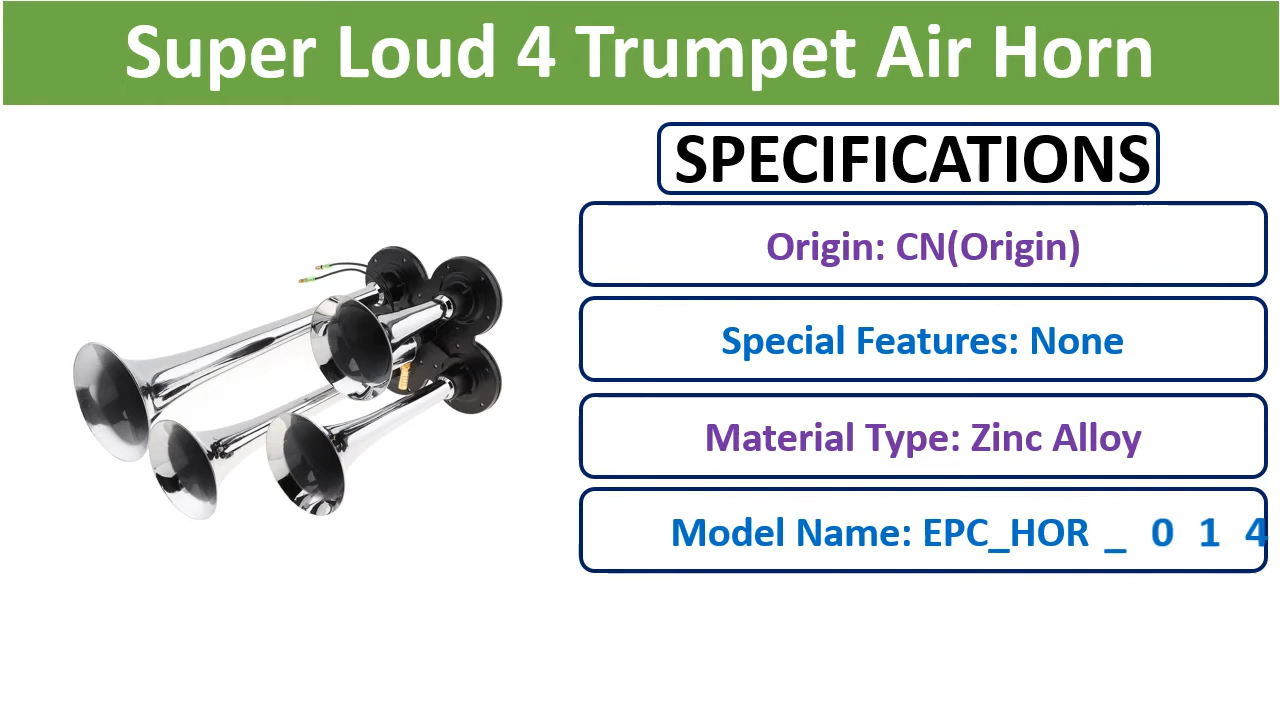 Super Loud 4 Trumpet Air Horn
SPECIFICATIONS
Origin: CN(Origin)
Special Features: None
Material Type: Zinc Alloy
Model Name: EPC_HOR _ 0 1 4